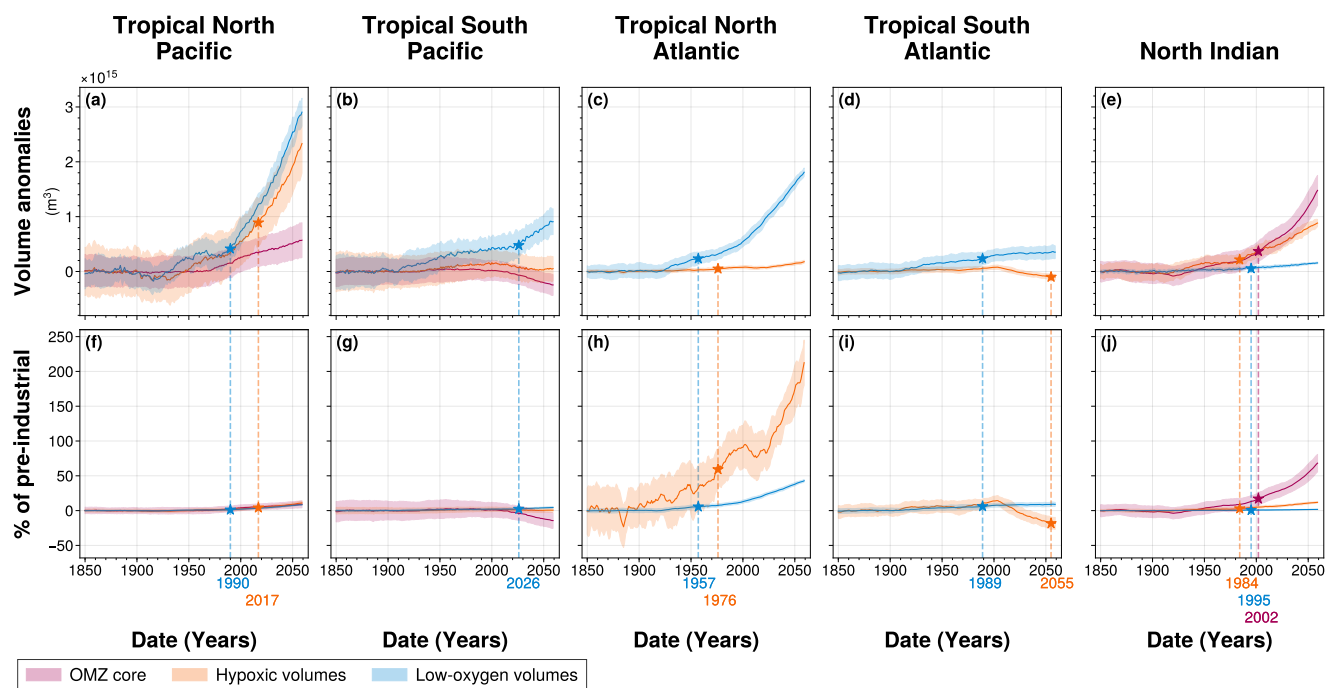 Tropical North
Pacific
Tropical South
Pacific
Tropical North
Atlantic
Tropical South
Atlantic
North Indian
×10¹⁵
Volume anomalies
(m³)
3
2
1
0
(a)
(b)
(c)
(d)
(e)
% of pre-industrial
250
200
150
100
50
0
−50
(f)
(g)
(h)
(i)
(j)
1850 1900 1950 2000 2050
1850 1900 1950 2000 2050
1850 1900 1950 2000 2050
1850 1900 1950 2000 2050
1850 1900 1950 2000 2050
1990
2017
2026
1957
1976
1989
2055
1984
1995
2002
Date (Years)
Date (Years)
Date (Years)
Date (Years)
Date (Years)
OMZ core
Hypoxic volumes
Low-oxygen volumes